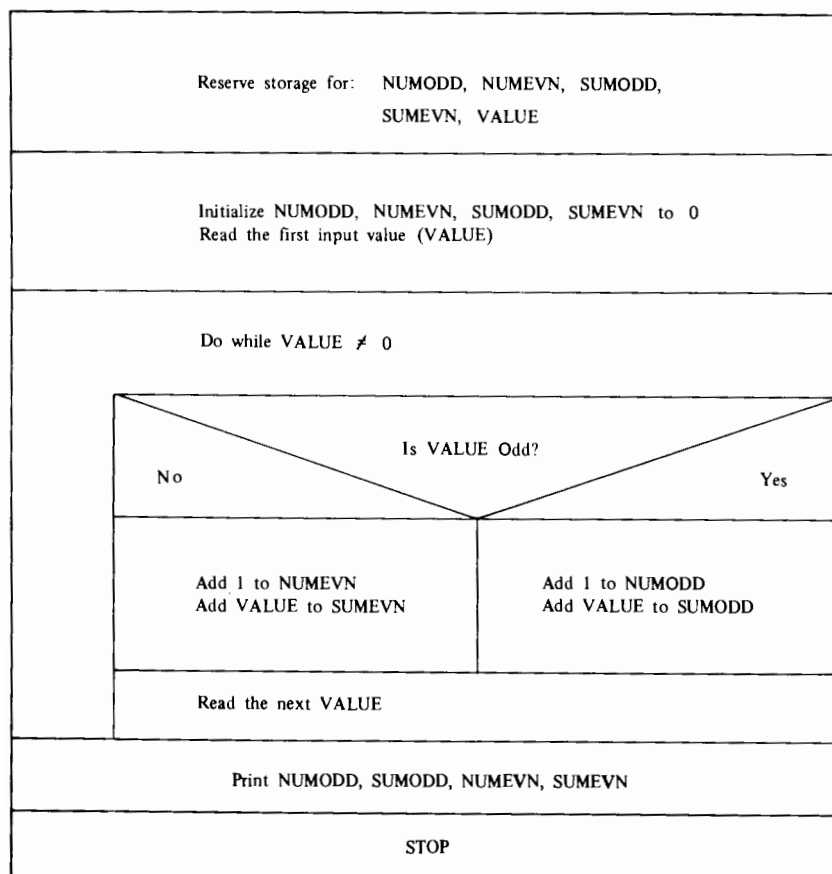 Reserve storage for: NUMODD, NUMEVN, SUMODD,
SUMEVN, VALUE
Initialize NUMODD, NUMEVN, SUMODD, SUMEVN to 0
Read the first input value (VALUE)
Do while VALUE ≠ 0
Is VALUE Odd?
No
Yes
Add 1 to NUMEVN
Add VALUE to SUMEVN
Add 1 to NUMODD
Add VALUE to SUMODD
Read the next VALUE
Print NUMODD, SUMODD, NUMEVN, SUMEVN
STOP